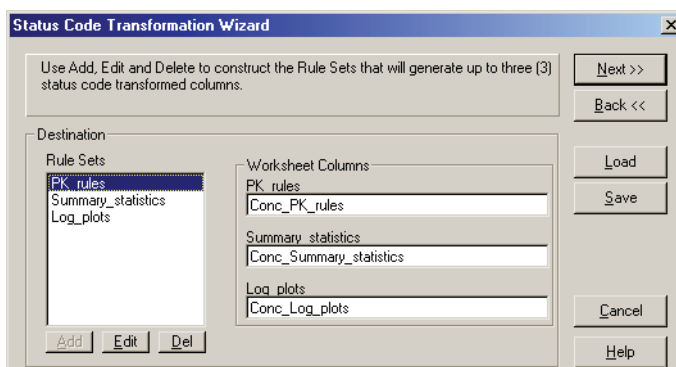 Status Code Transformation Wizard
Use Add, Edit and Delete to construct the Rule Sets that will generate up to three (3)
status code transformed columns.
Next >>
Back <<
Destination
Rule Sets
PK_rules
Summary_statistics
Log_plots
Add
Edit
Del
Worksheet Columns
PK_rules
Conc_PK_rules
Summary_statistics
Conc_Summary_statistics
Log_plots
Conc_Log_plots
Load
Save
Cancel
Help